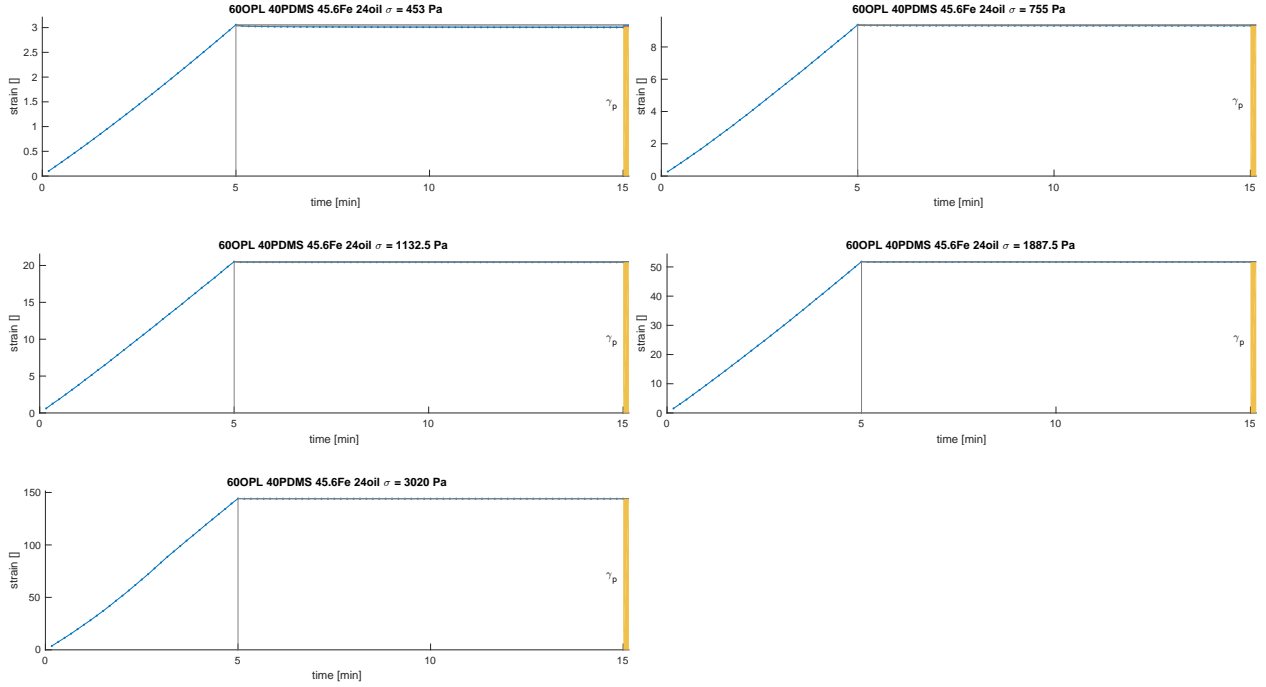 60OPL 40PDMS 45.6Fe 24oil σ = 453 Pa
3
2.5
2
1.5
1
0.5
0
strain []
γp
0 5 10 15
time [min]
60OPL 40PDMS 45.6Fe 24oil σ = 755 Pa
8
6
4
2
0
strain []
γp
0 5 10 15
time [min]
60OPL 40PDMS 45.6Fe 24oil σ = 1132.5 Pa
20
15
10
5
0
strain []
γp
0 5 10 15
time [min]
60OPL 40PDMS 45.6Fe 24oil σ = 1887.5 Pa
50
40
30
20
10
0
strain []
γp
0 5 10 15
time [min]
60OPL 40PDMS 45.6Fe 24oil σ = 3020 Pa
150
100
50
0
strain []
γp
0 5 10 15
time [min]